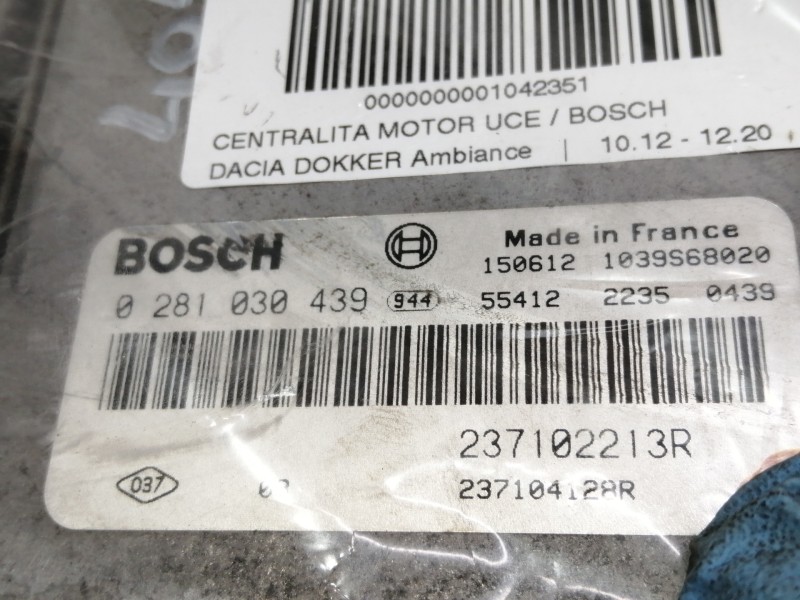 0000000001042351
CENTRALITA MOTOR UCE / BOSCH
DACIA DOKKER Ambiance | 10.12 - 12.20
BOSCH Made in France
150612 1039S68020
0 281 030 439 944 55412 2235 0439
237102213R
037 237104128R